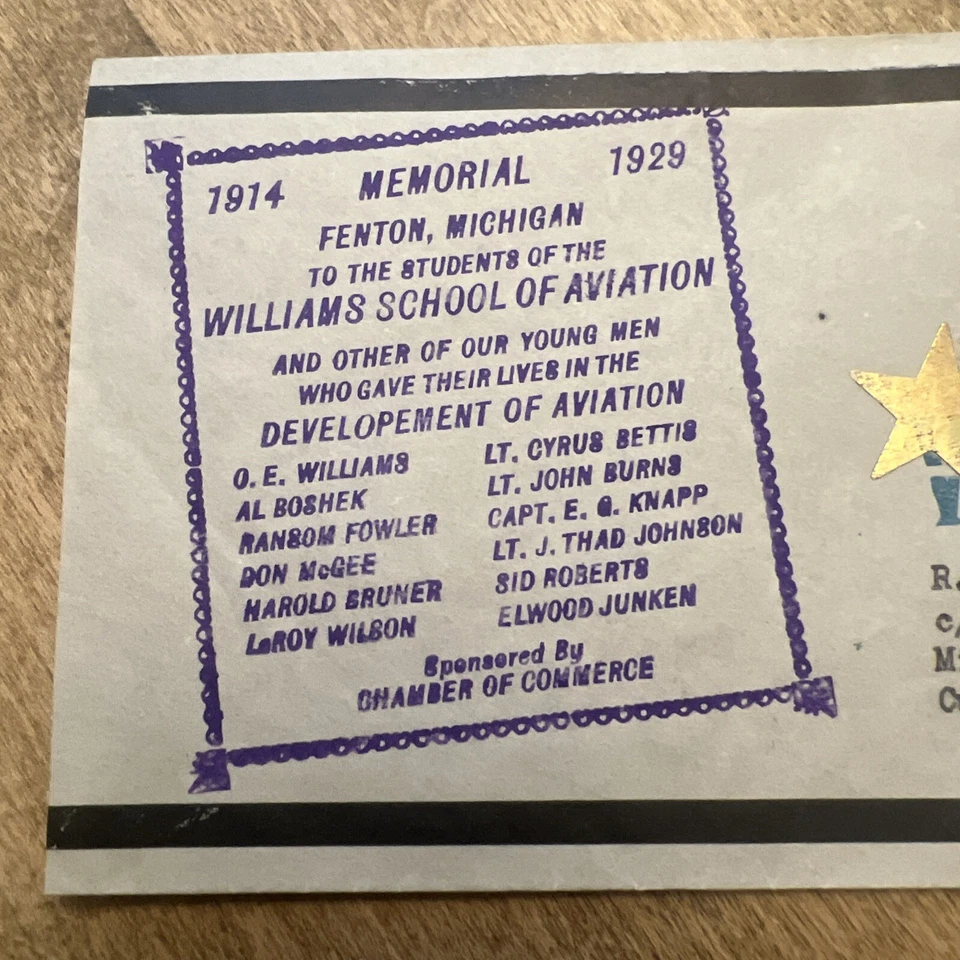 1914 MEMORIAL 1929
FENTON, MICHIGAN
TO THE STUDENTS OF THE
WILLIAMS SCHOOL OF AVIATION
AND OTHER OF OUR YOUNG MEN
WHO GAVE THEIR LIVES IN THE
DEVELOPEMENT OF AVIATION
O. E. WILLIAMS
AL BOSHEK
RANSOM FOWLER
DON McGEE
HAROLD BRUNER
LeROY WILSON
LT. CYRUS BETTIS
LT. JOHN BURNS
CAPT. E. G. KNAPP
LT. J. THAD JOHNSON
SID ROBERTS
ELWOOD JUNKEN
Sponsored By
CHAMBER OF COMMERCE
R.
c/